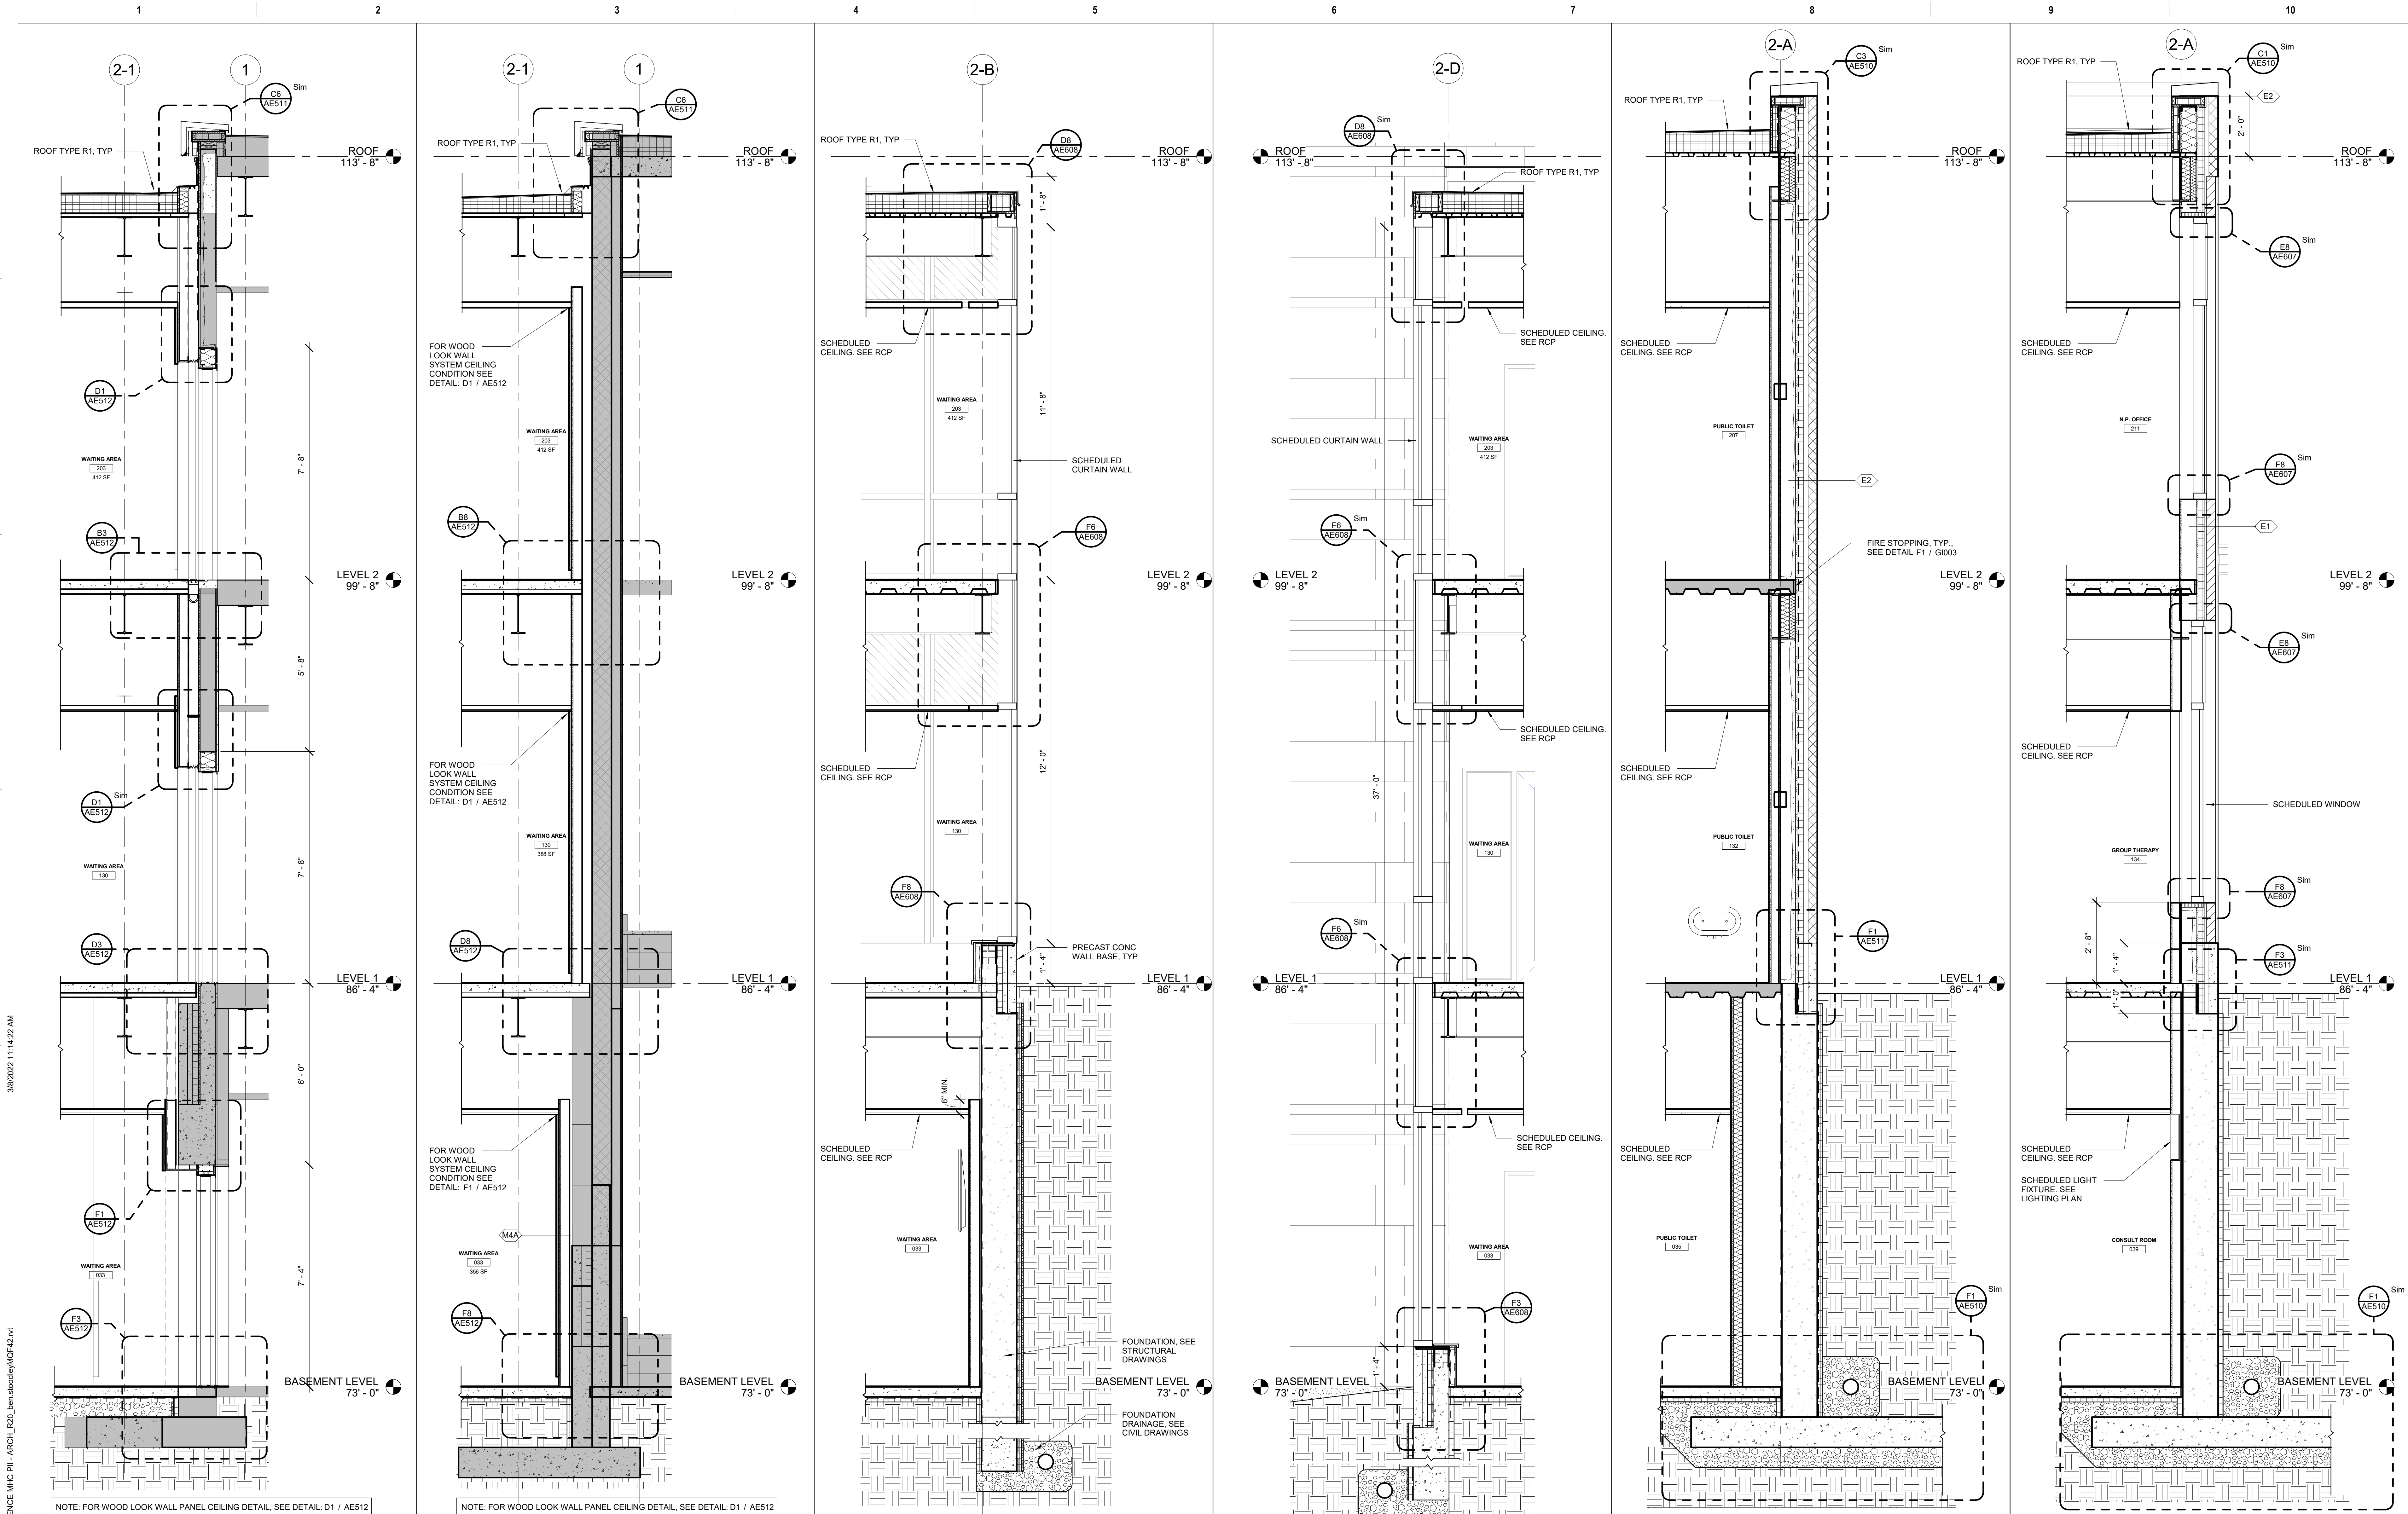 1
2
3
4
5
6
7
8
9
10
2-1
1
C6
AE511
Sim
ROOF TYPE R1, TYP
ROOF
113' - 8"
D1
AE512
WAITING AREA
203
412 SF
7' - 8"
B3
AE512
LEVEL 2
99' - 8"
5' - 8"
D1
AE512
Sim
WAITING AREA
130
7' - 8"
D3
AE512
LEVEL 1
86' - 4"
6' - 0"
F1
AE512
WAITING AREA
033
7' - 4"
F3
AE512
BASEMENT LEVEL
73' - 0"
NOTE: FOR WOOD LOOK WALL PANEL CEILING DETAIL, SEE DETAIL: D1 / AE512
2-1
1
C6
AE511
ROOF TYPE R1, TYP
ROOF
113' - 8"
FOR WOOD
LOOK WALL
SYSTEM CEILING
CONDITION SEE
DETAIL: D1 / AE512
WAITING AREA
203
412 SF
B8
AE512
LEVEL 2
99' - 8"
FOR WOOD
LOOK WALL
SYSTEM CEILING
CONDITION SEE
DETAIL: D1 / AE512
WAITING AREA
130
388 SF
D8
AE512
LEVEL 1
86' - 4"
FOR WOOD
LOOK WALL
SYSTEM CEILING
CONDITION SEE
DETAIL: F1 / AE512
M4A
WAITING AREA
033
356 SF
F8
AE512
BASEMENT LEVEL
73' - 0"
NOTE: FOR WOOD LOOK WALL PANEL CEILING DETAIL, SEE DETAIL: D1 / AE512
2-B
ROOF TYPE R1, TYP
D8
AE608
ROOF
113' - 8"
1' - 8"
SCHEDULED
CEILING. SEE RCP
WAITING AREA
203
412 SF
11' - 8"
SCHEDULED
CURTAIN WALL
F6
AE608
LEVEL 2
99' - 8"
SCHEDULED
CEILING. SEE RCP
12' - 0"
WAITING AREA
130
F8
AE608
PRECAST CONC
WALL BASE, TYP
1' - 4"
LEVEL 1
86' - 4"
6" MIN.
SCHEDULED
CEILING. SEE RCP
WAITING AREA
033
FOUNDATION, SEE
STRUCTURAL
DRAWINGS
BASEMENT LEVEL
73' - 0"
FOUNDATION
DRAINAGE, SEE
CIVIL DRAWINGS
2-D
D8
AE608
Sim
ROOF
113' - 8"
ROOF TYPE R1, TYP
SCHEDULED CEILING.
SEE RCP
SCHEDULED CURTAIN WALL
WAITING AREA
203
412 SF
F6
AE608
Sim
LEVEL 2
99' - 8"
SCHEDULED CEILING.
SEE RCP
37' - 0"
WAITING AREA
130
F6
AE608
Sim
LEVEL 1
86' - 4"
SCHEDULED CEILING.
SEE RCP
WAITING AREA
033
F3
AE608
1' - 4"
BASEMENT LEVEL
73' - 0"
2-A
C3
AE510
Sim
ROOF TYPE R1, TYP
ROOF
113' - 8"
SCHEDULED
CEILING. SEE RCP
PUBLIC TOILET
207
E2
FIRE STOPPING, TYP.,
SEE DETAIL F1 / GI003
LEVEL 2
99' - 8"
SCHEDULED
CEILING. SEE RCP
PUBLIC TOILET
132
F1
AE511
LEVEL 1
86' - 4"
SCHEDULED
CEILING. SEE RCP
PUBLIC TOILET
035
F1
AE510
Sim
BASEMENT LEVEL
73' - 0"
2-A
C1
AE510
Sim
ROOF TYPE R1, TYP
E2
2' - 0"
ROOF
113' - 8"
E8
AE607
Sim
SCHEDULED
CEILING. SEE RCP
N.P. OFFICE
211
F8
AE607
Sim
E1
LEVEL 2
99' - 8"
E8
AE607
Sim
SCHEDULED
CEILING. SEE RCP
SCHEDULED WINDOW
GROUP THERAPY
134
F8
AE607
Sim
2' - 8"
1' - 4"
F3
AE511
Sim
LEVEL 1
86' - 4"
1' - 0"
SCHEDULED
CEILING. SEE RCP
SCHEDULED LIGHT
FIXTURE. SEE
LIGHTING PLAN
CONSULT ROOM
039
F1
AE510
Sim
BASEMENT LEVEL
73' - 0"
3/8/2022 11:14:22 AM
ENCE MHC PII - ARCH_R20_ben.stoodleyMQF42.rvt